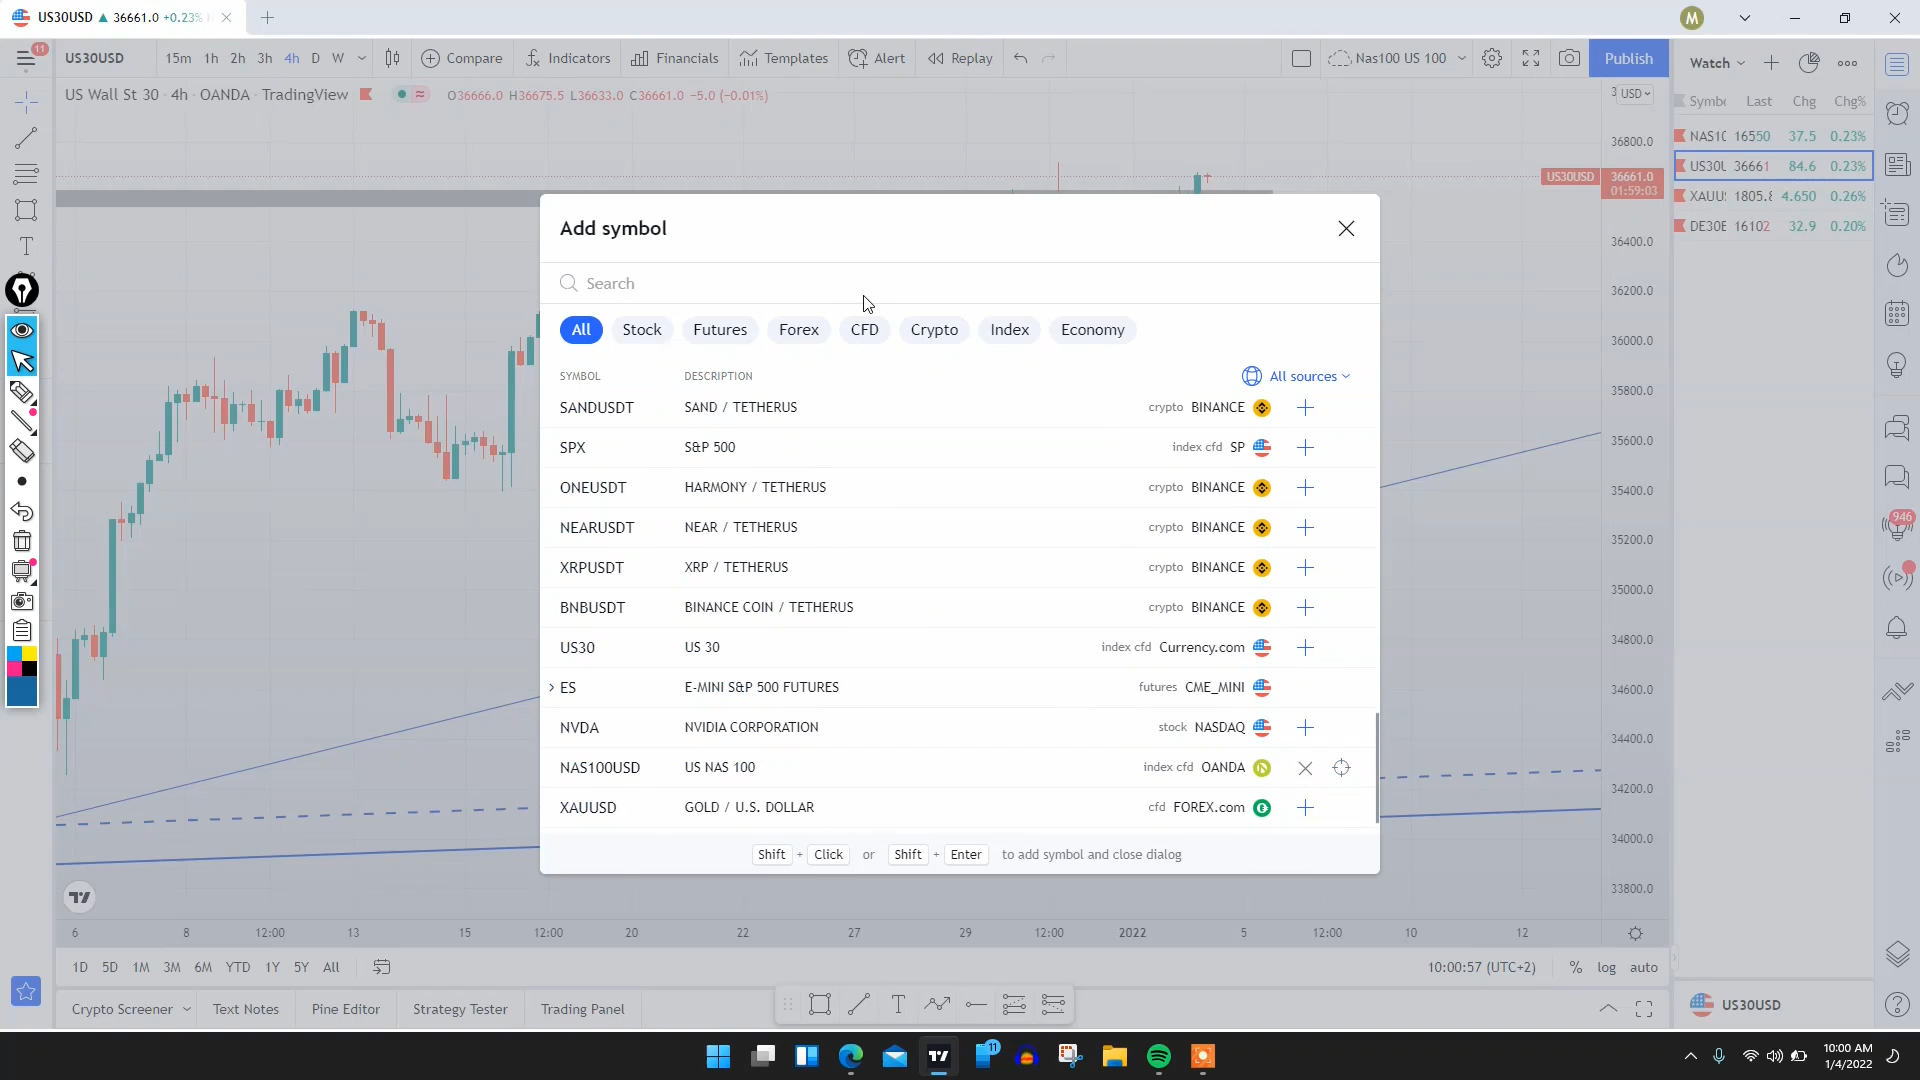 US30USD ▲ 36661.0 +0.23%
M
11
US30USD
15m 1h 2h 3h 4h D W
Compare
Indicators
Financials
Templates
Alert
Replay
Nas100 US 100
Publish
Watch
US Wall St 30 · 4h · OANDA · TradingView
O36666.0 H36675.5 L36633.0 C36661.0 −5.0 (−0.01%)
USD
Last Chg Chg%
NAS10 16550 37.5 0.23%
US30U 36661 84.6 0.23%
XAUU 1805.8 4.650 0.26%
DE30E 16102 32.9 0.20%
36800.0
US30USD 36661.0
01:59:03
36400.0
36200.0
36000.0
35800.0
35600.0
35400.0
35200.0
35000.0
34800.0
34600.0
34400.0
34200.0
34000.0
33800.0
Add symbol
Search
All Stock Futures Forex CFD Crypto Index Economy
SYMBOL DESCRIPTION All sources
SANDUSDT SAND / TETHERUS crypto BINANCE
SPX S&P 500 index cfd SP
ONEUSDT HARMONY / TETHERUS crypto BINANCE
NEARUSDT NEAR / TETHERUS crypto BINANCE
XRPUSDT XRP / TETHERUS crypto BINANCE
BNBUSDT BINANCE COIN / TETHERUS crypto BINANCE
US30 US 30 index cfd Currency.com
ES E-MINI S&P 500 FUTURES futures CME_MINI
NVDA NVIDIA CORPORATION stock NASDAQ
NAS100USD US NAS 100 index cfd OANDA
XAUUSD GOLD / U.S. DOLLAR cfd FOREX.com
Shift + Click or Shift + Enter to add symbol and close dialog
946
6 8 12:00 13 15 12:00 20 22 27 29 12:00 2022 5 12:00 10 12
1D 5D 1M 3M 6M YTD 1Y 5Y All
10:00:57 (UTC+2) % log auto
Crypto Screener
Text Notes
Pine Editor
Strategy Tester
Trading Panel
US30USD
11
10:00 AM
1/4/2022